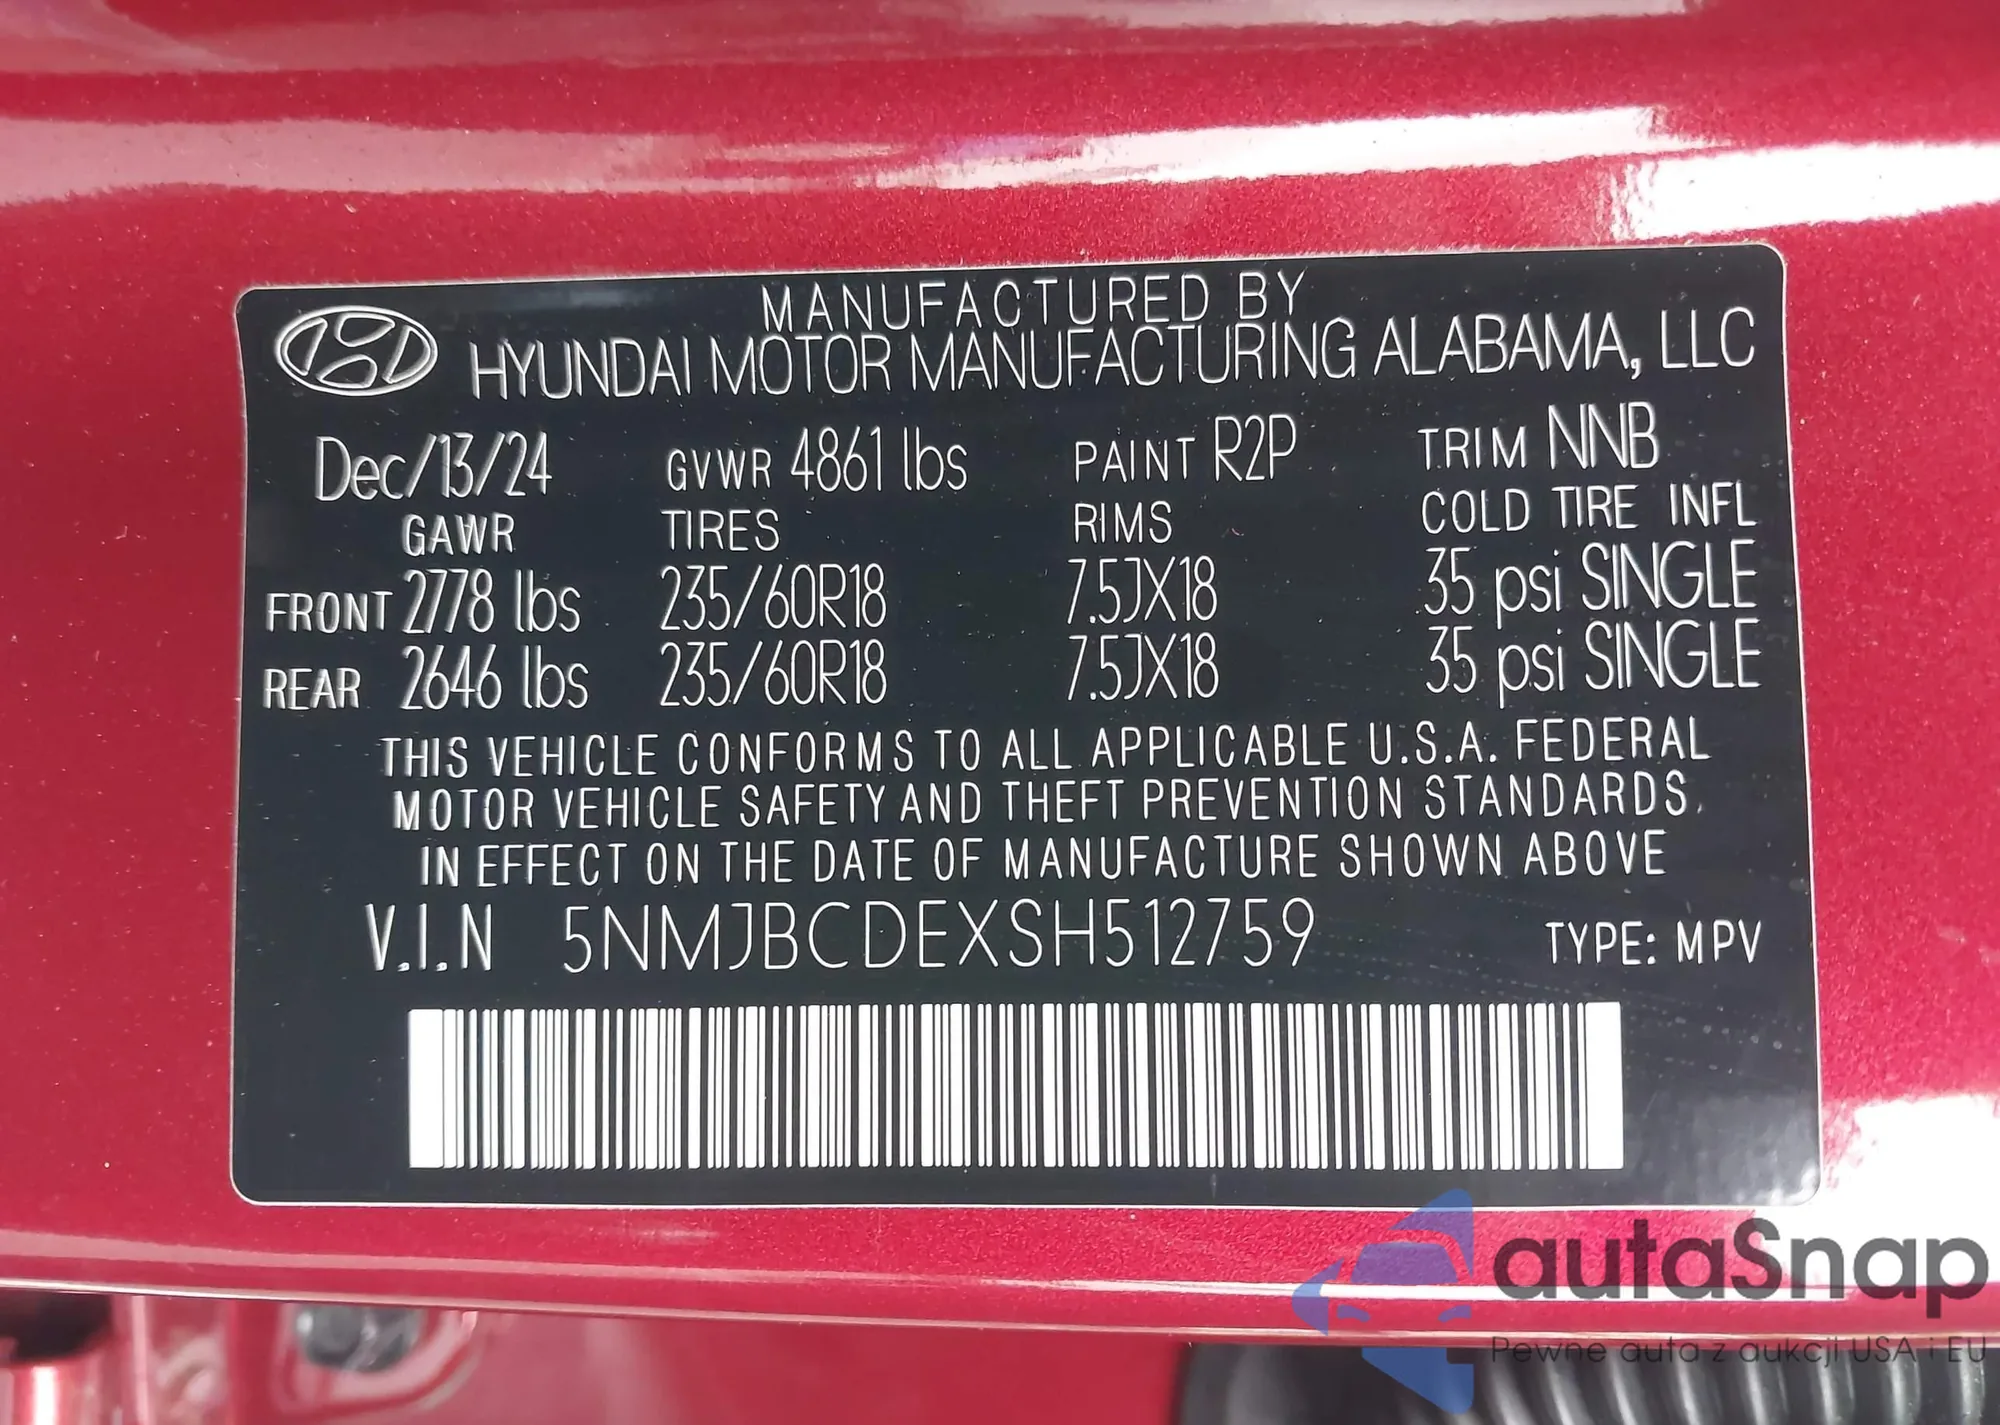 MANUFACTURED BY
HYUNDAI MOTOR MANUFACTURING ALABAMA, LLC
Dec/13/24 GVWR 4861 lbs PAINT R2P TRIM NNB
GAWR TIRES RIMS COLD TIRE INFL
FRONT 2778 lbs 235/60R18 7.5JX18 35 psi SINGLE
REAR 2646 lbs 235/60R18 7.5JX18 35 psi SINGLE
THIS VEHICLE CONFORMS TO ALL APPLICABLE U.S.A. FEDERAL
MOTOR VEHICLE SAFETY AND THEFT PREVENTION STANDARDS
IN EFFECT ON THE DATE OF MANUFACTURE SHOWN ABOVE
V.I.N 5NMJBCDEXSH512759 TYPE: MPV
autaSnap
Pewne auta z aukcji USA i EU